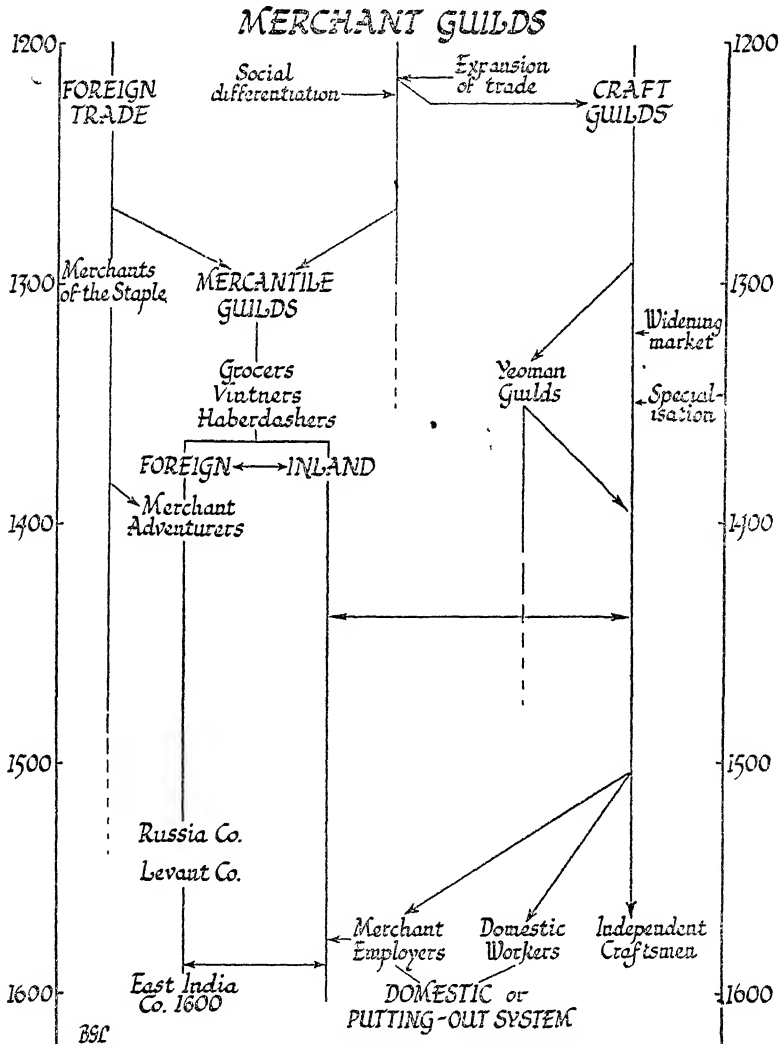 MERCHANT GUILDS
1200
1200
Social
differentiation
Expansion
of trade
FOREIGN
TRADE
CRAFT
GUILDS
Merchants
of the Staple
1300
MERCANTILE
GUILDS
1300
Widening
market
Grocers
Vintners
Haberdashers
Yeoman
Guilds
Special-
isation
FOREIGN
INLAND
Merchant
Adventurers
1400
1400
1500
1500
Russia Co.
Levant Co.
Merchant
Employers
Domestic
Workers
Independent
Craftsmen
East India
Co. 1600
DOMESTIC or
PUTTING-OUT SYSTEM
1600
1600
BSL